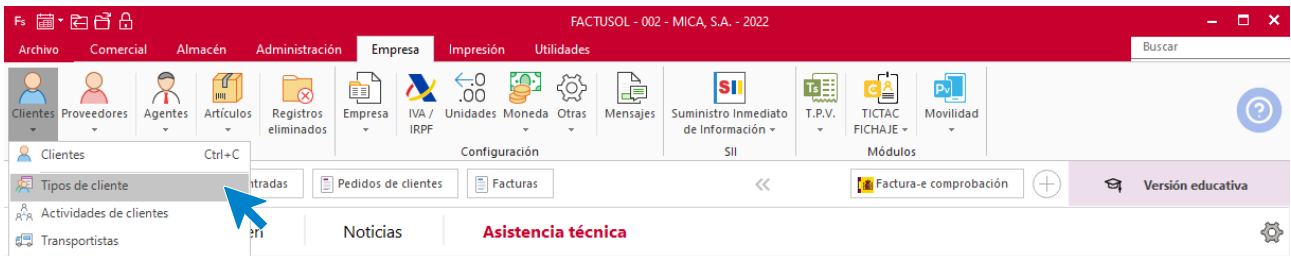 Fs
FACTUSOL - 002 - MICA, S.A. - 2022
Archivo Comercial Almacén Administración Empresa Impresión Utilidades Buscar
Clientes Proveedores Agentes Artículos Registros eliminados Empresa IVA / IRPF Unidades Moneda Otras Mensajes Suministro Inmediato de Información T.P.V. TICTAC FICHAJE Movilidad
Configuración SII Módulos
Clientes Ctrl+C
Tipos de cliente
Actividades de clientes
Transportistas
Pedidos de clientes Facturas Factura-e comprobación Versión educativa
Noticias Asistencia técnica